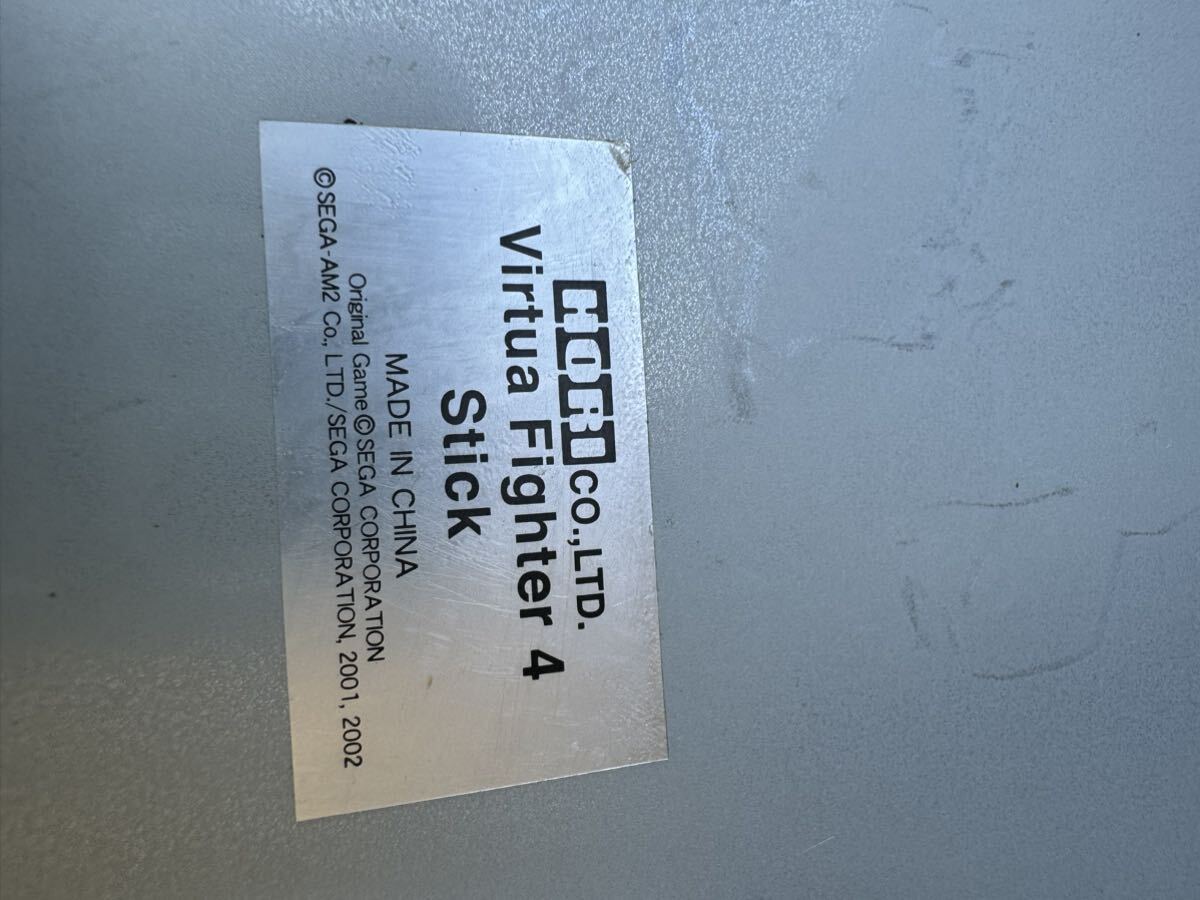 HORI CO.,LTD.
Virtua Fighter 4
Stick
MADE IN CHINA
Original Game©SEGA CORPORATION
©SEGA-AM2 Co., LTD./SEGA CORPORATION, 2001, 2002